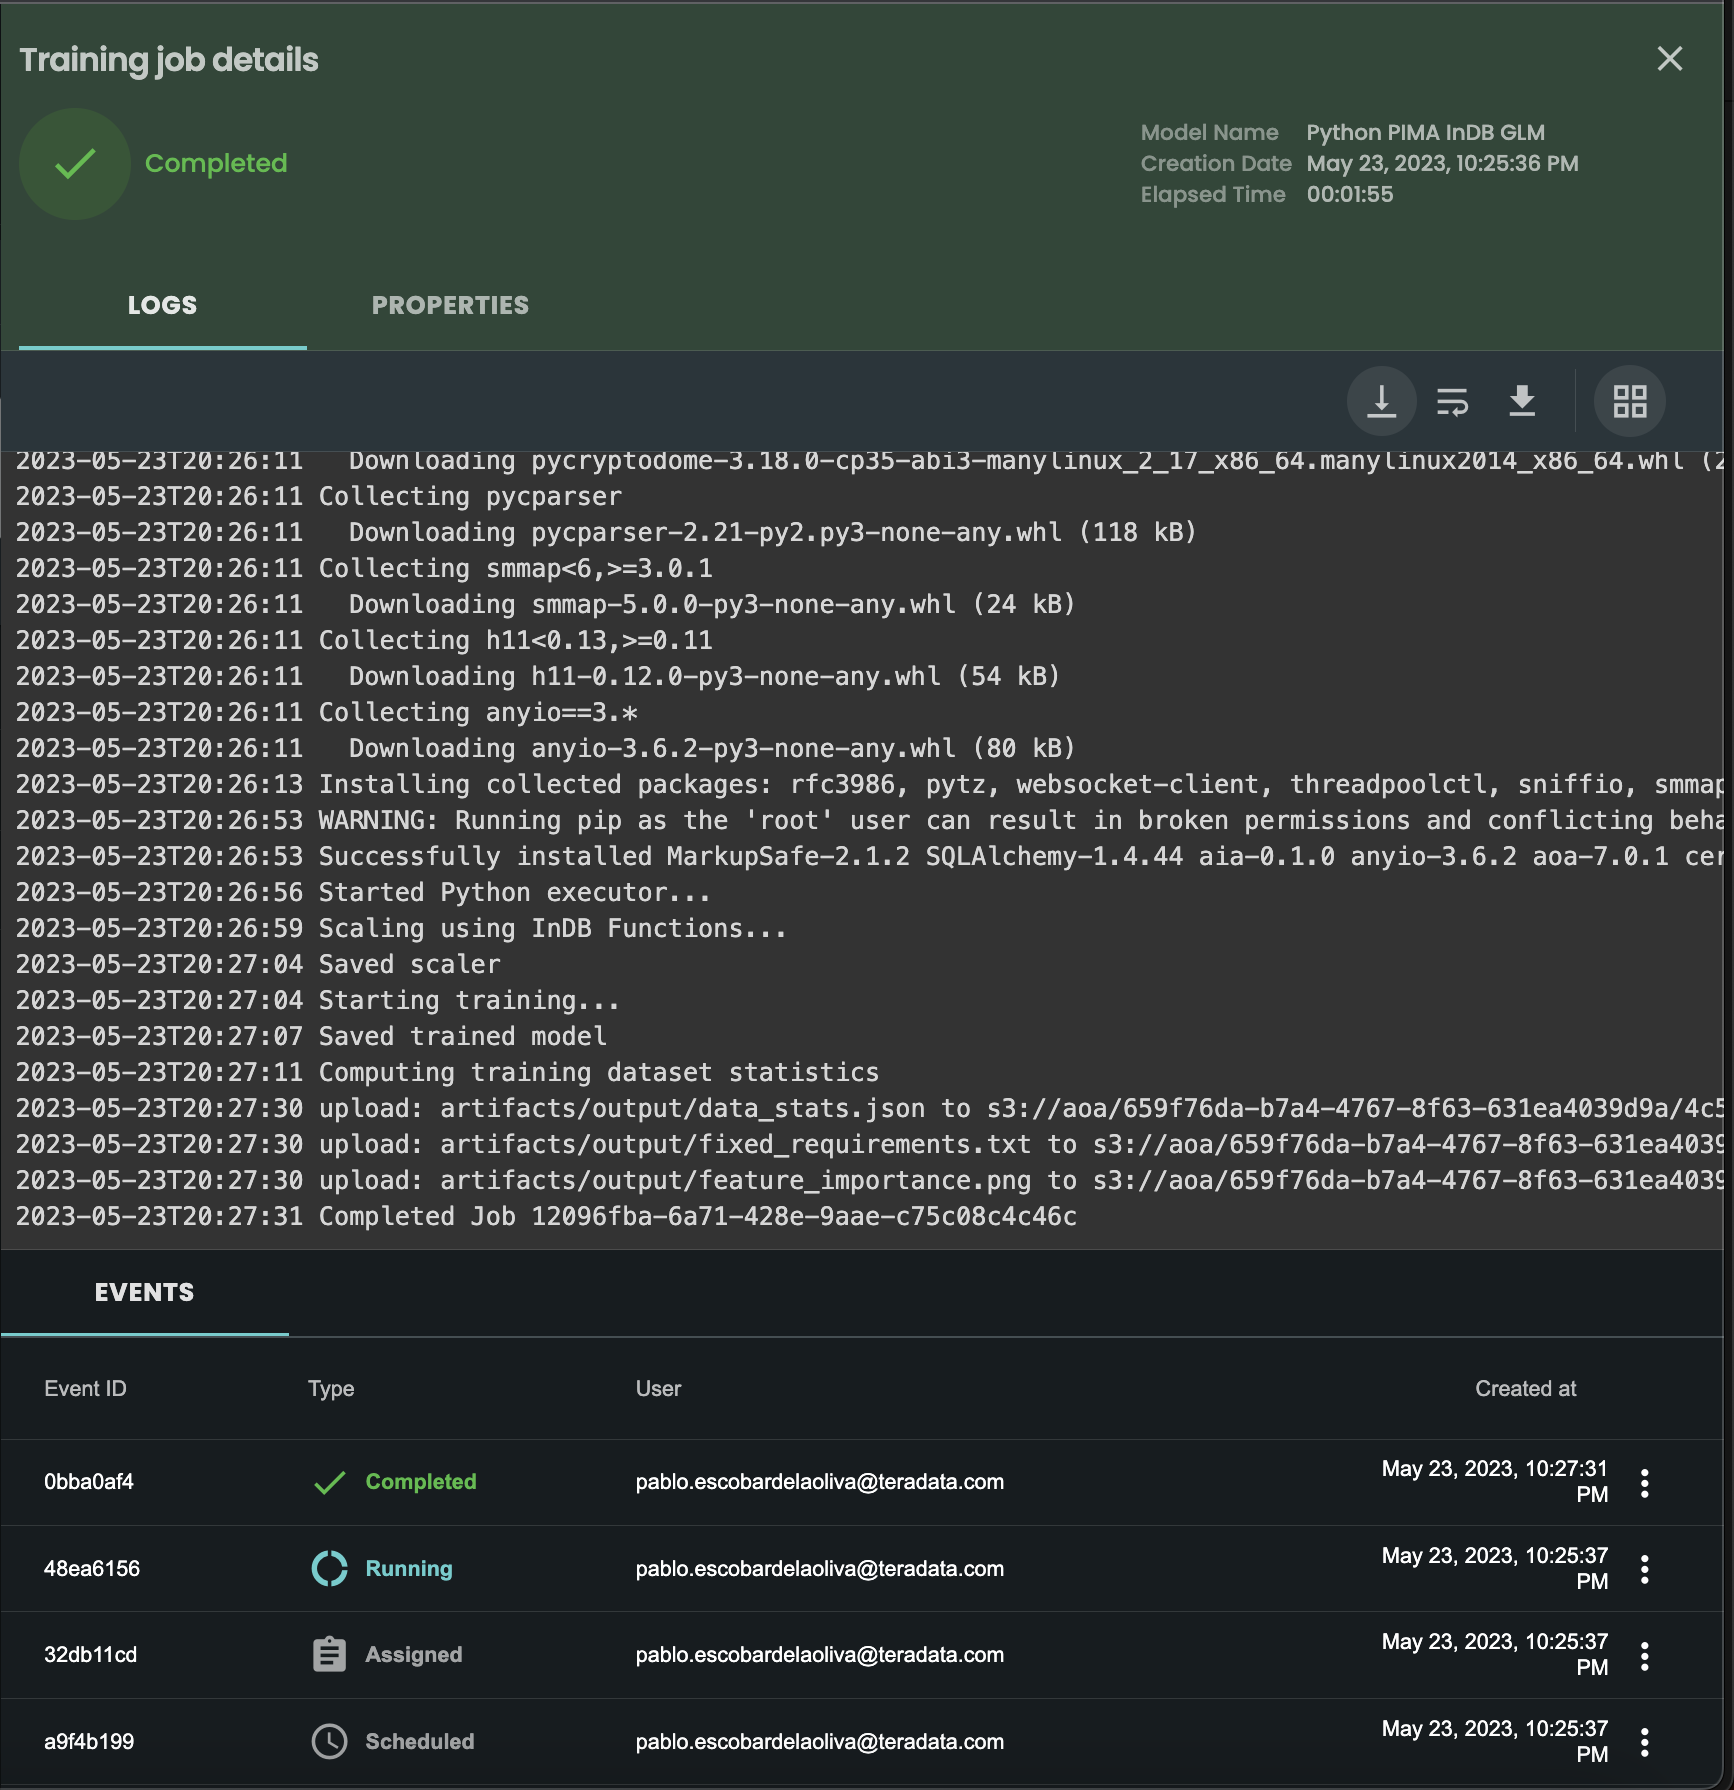 Training job details
Completed
Model Name Python PIMA InDB GLM
Creation Date May 23, 2023, 10:25:36 PM
Elapsed Time 00:01:55
LOGS PROPERTIES
2023-05-23T20:26:11 Downloading pycryptodome-3.18.0-cp35-abi3-manylinux_2_17_x86_64.manylinux2014_x86_64.whl (2
2023-05-23T20:26:11 Collecting pycparser
2023-05-23T20:26:11 Downloading pycparser-2.21-py2.py3-none-any.whl (118 kB)
2023-05-23T20:26:11 Collecting smmap<6,>=3.0.1
2023-05-23T20:26:11 Downloading smmap-5.0.0-py3-none-any.whl (24 kB)
2023-05-23T20:26:11 Collecting h11<0.13,>=0.11
2023-05-23T20:26:11 Downloading h11-0.12.0-py3-none-any.whl (54 kB)
2023-05-23T20:26:11 Collecting anyio==3.*
2023-05-23T20:26:11 Downloading anyio-3.6.2-py3-none-any.whl (80 kB)
2023-05-23T20:26:13 Installing collected packages: rfc3986, pytz, websocket-client, threadpoolctl, sniffio, smmap
2023-05-23T20:26:53 WARNING: Running pip as the 'root' user can result in broken permissions and conflicting beha
2023-05-23T20:26:53 Successfully installed MarkupSafe-2.1.2 SQLAlchemy-1.4.44 aia-0.1.0 anyio-3.6.2 aoa-7.0.1 cer
2023-05-23T20:26:56 Started Python executor...
2023-05-23T20:26:59 Scaling using InDB Functions...
2023-05-23T20:27:04 Saved scaler
2023-05-23T20:27:04 Starting training...
2023-05-23T20:27:07 Saved trained model
2023-05-23T20:27:11 Computing training dataset statistics
2023-05-23T20:27:30 upload: artifacts/output/data_stats.json to s3://aoa/659f76da-b7a4-4767-8f63-631ea4039d9a/4c5
2023-05-23T20:27:30 upload: artifacts/output/fixed_requirements.txt to s3://aoa/659f76da-b7a4-4767-8f63-631ea4039
2023-05-23T20:27:30 upload: artifacts/output/feature_importance.png to s3://aoa/659f76da-b7a4-4767-8f63-631ea4039
2023-05-23T20:27:31 Completed Job 12096fba-6a71-428e-9aae-c75c08c4c46c
EVENTS
Event ID Type User Created at
0bba0af4 Completed pablo.escobardelaoliva@teradata.com May 23, 2023, 10:27:31
PM
48ea6156 Running pablo.escobardelaoliva@teradata.com May 23, 2023, 10:25:37
PM
32db11cd Assigned pablo.escobardelaoliva@teradata.com May 23, 2023, 10:25:37
PM
a9f4b199 Scheduled pablo.escobardelaoliva@teradata.com May 23, 2023, 10:25:37
PM